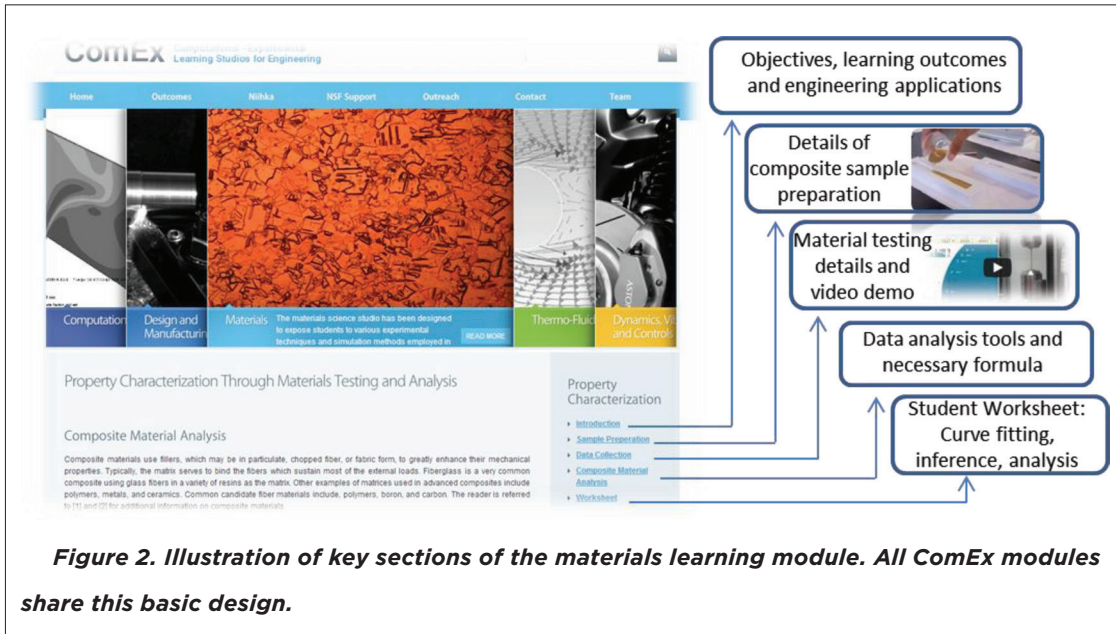 ComEx
Computational - Experimental
Learning Studios for Engineering
Home Outcomes Niihka NSF Support Outreach Contact Team
Computation
Design and
Manufacturin
Materials
The materials science studio has been designed
to expose students to various experimental
techniques and simulation methods employed in
READ MORE
Thermo-Fluid
Dynamics, Vib
and Controls
ASTO
Property Characterization Through Materials Testing and Analysis
Composite Material Analysis
Composite materials use fillers, which may be in particulate, chopped fiber, or fabric form, to greatly enhance their mechanical
properties. Typically, the matrix serves to bind the fibers which sustain most of the external loads. Fiberglass is a very common
composite using glass fibers in a variety of resins as the matrix. Other examples of matrices used in advanced composites include
polymers, metals, and ceramics. Common candidate fiber materials include, polymers, boron, and carbon. The reader is referred
to [1] and [2] for additional information on composite materials.
Property
Characterization
Introduction
Sample Preperation
Data Collection
Composite Material
Analysis
Worksheet
Objectives, learning outcomes
and engineering applications
Details of
composite sample
preparation
Material testing
details and
video demo
Data analysis tools and
necessary formula
Student Worksheet:
Curve fitting,
inference, analysis
Figure 2. Illustration of key sections of the materials learning module. All ComEx modules
share this basic design.